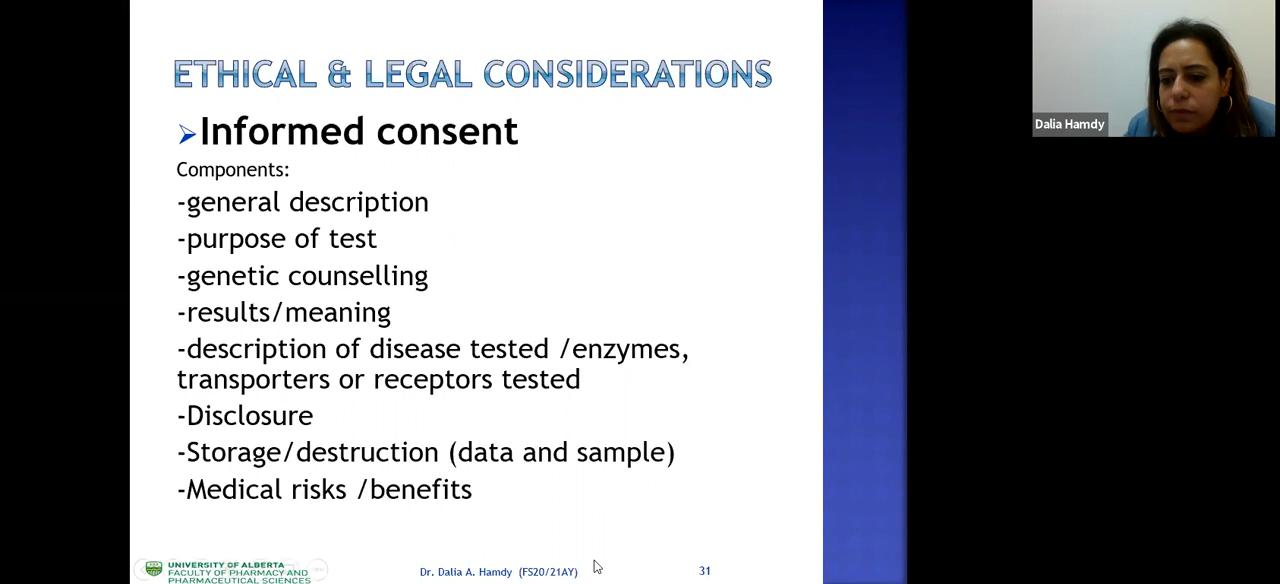 ETHICAL & LEGAL CONSIDERATIONS
➢Informed consent
Components:
-general description
-purpose of test
-genetic counselling
-results/meaning
-description of disease tested /enzymes,
transporters or receptors tested
-Disclosure
-Storage/destruction (data and sample)
-Medical risks /benefits
UNIVERSITY OF ALBERTA
FACULTY OF PHARMACY AND
PHARMACEUTICAL SCIENCES
Dr. Dalia A. Hamdy (FS20/21AY)
31
Dalia Hamdy